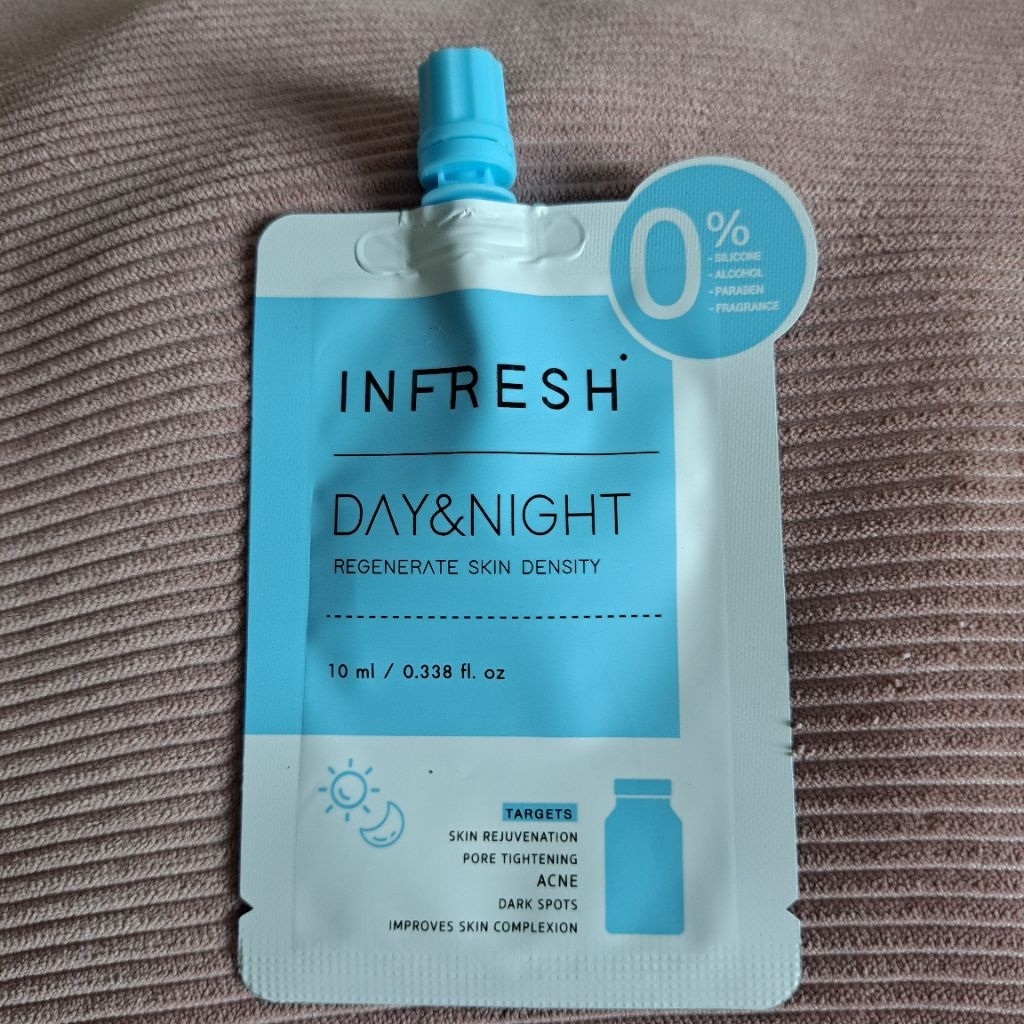 0%
-SILICONE
-ALCOHOL
-PARABEN
-FRAGRANCE
INFRESH
DAY&NIGHT
REGENERATE SKIN DENSITY
10 ml / 0.338 fl. oz
TARGETS
SKIN REJUVENATION
PORE TIGHTENING
ACNE
DARK SPOTS
IMPROVES SKIN COMPLEXION